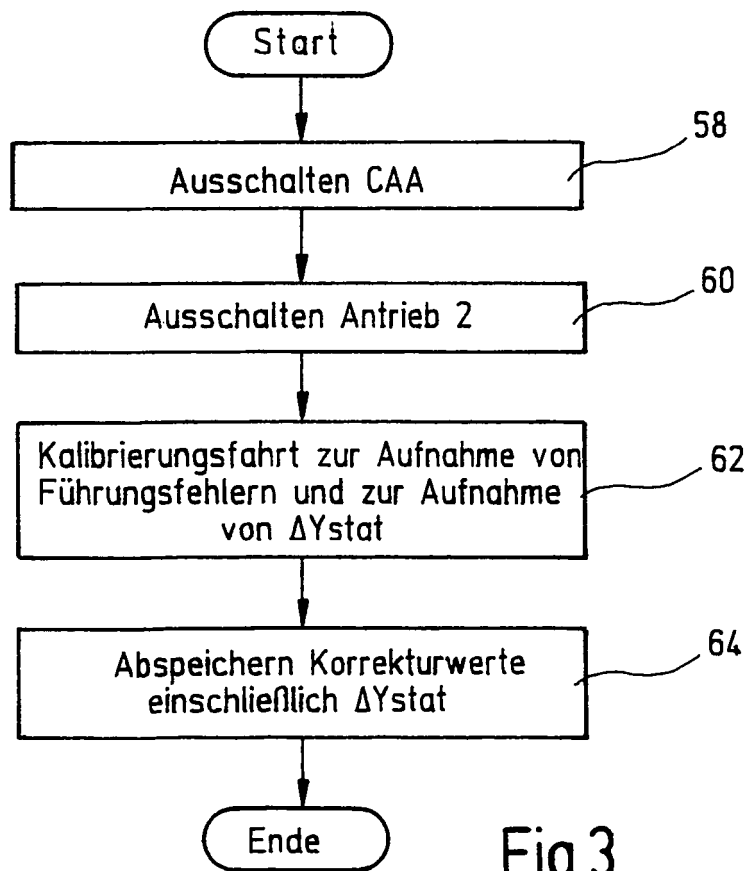 Start
58
Ausschalten CAA
60
Ausschalten Antrieb 2
Kalibrierungsfahrt zur Aufnahme von
62
Führungsfehlern und zur Aufnahme
von ΔYstat
64
Abspeichern Korrekturwerte
einschließlich ΔYstat
Ende
Fig.3